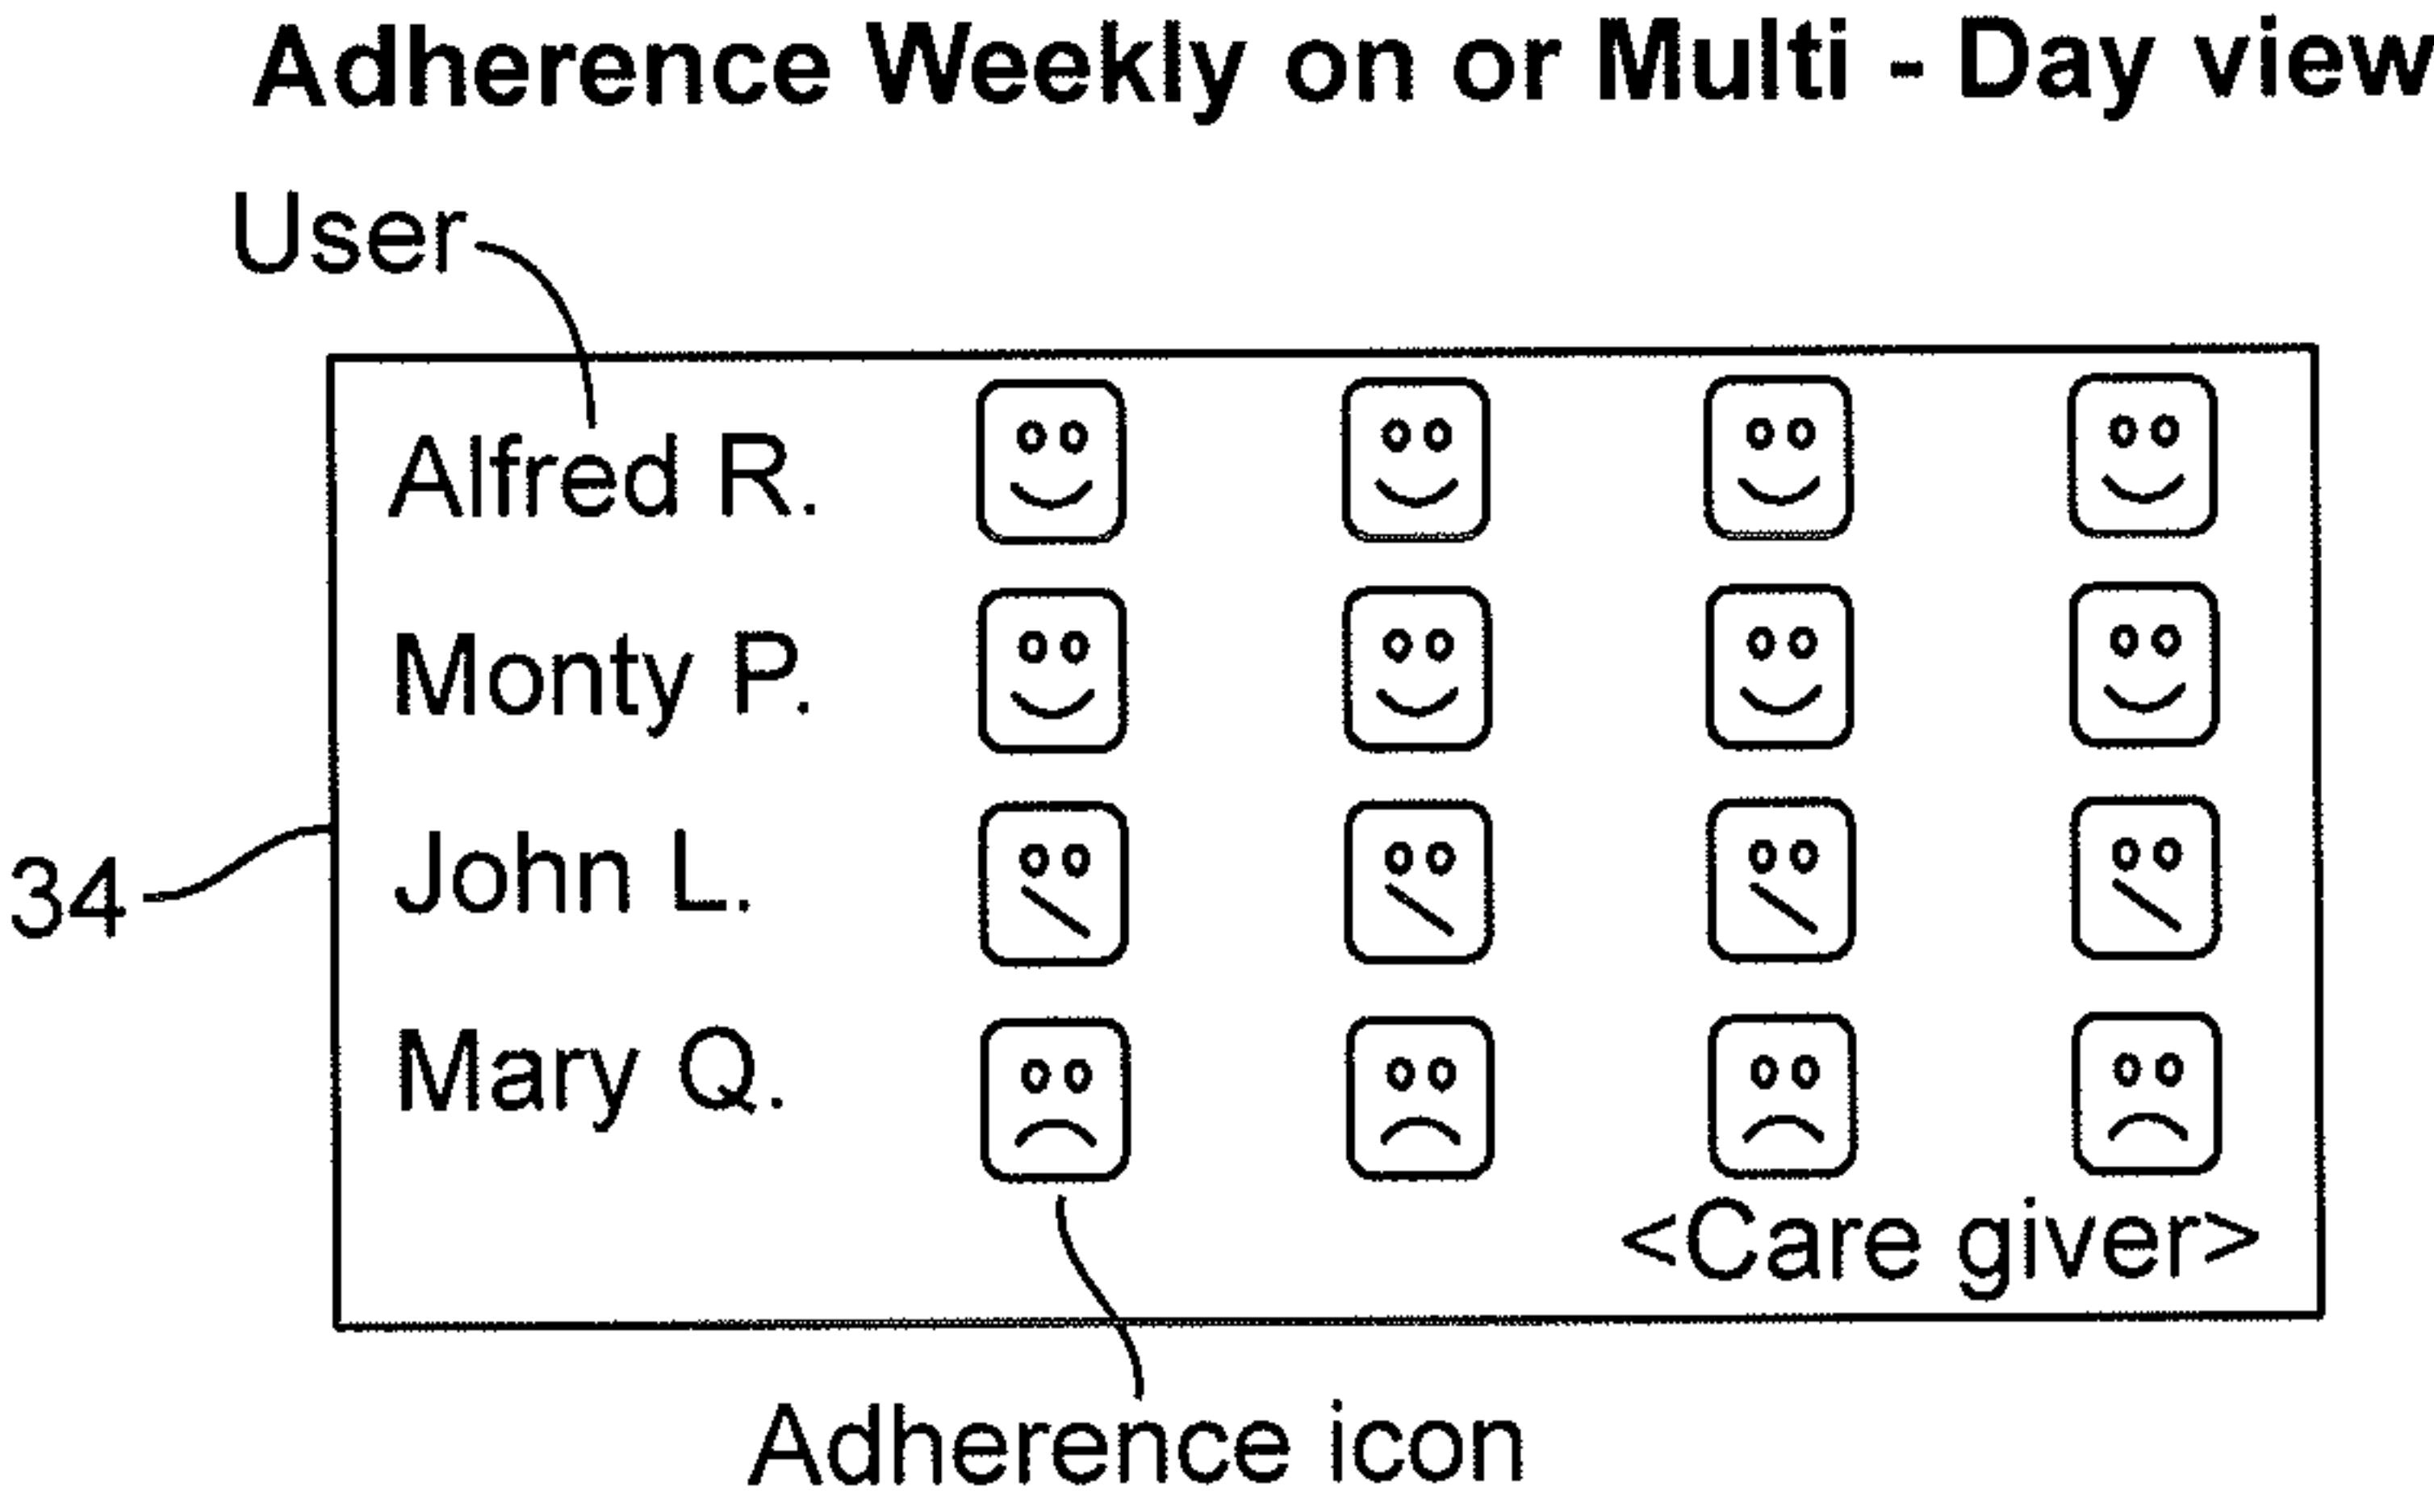 Adherence Weekly on or Multi - Day view
User
Alfred R.
Monty P.
John L.
34
Mary Q.
<Care giver>
Adherence icon